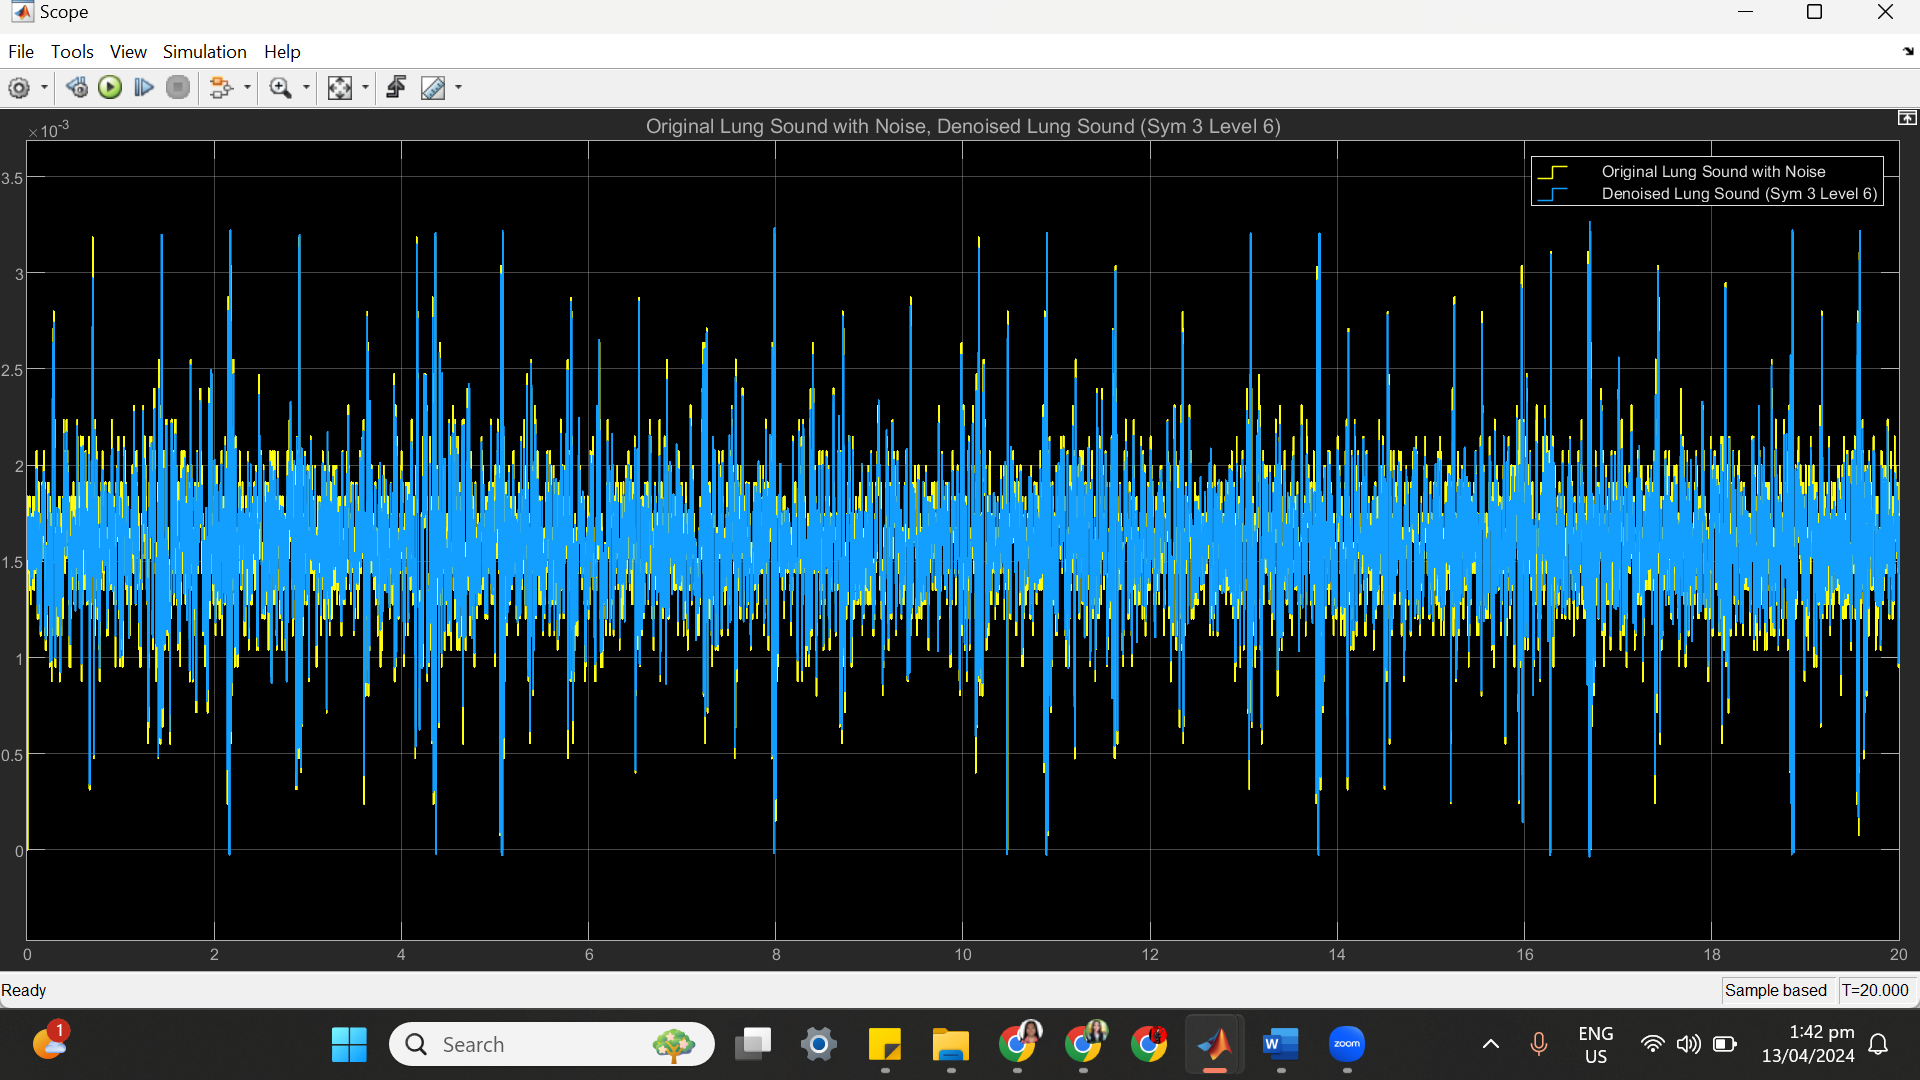 Scope
File Tools View Simulation Help
×10-3
Original Lung Sound with Noise, Denoised Lung Sound (Sym 3 Level 6)
Original Lung Sound with Noise
Denoised Lung Sound (Sym 3 Level 6)
3.5
3
2.5
2
1.5
1
0.5
0
0 2 4 6 8 10 12 14 16 18 20
Ready
Sample based T=20.000
1
Search
W
zoom
ENG
US
1:42 pm
13/04/2024